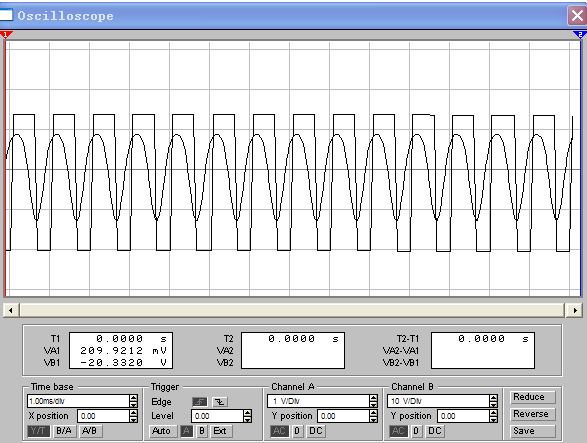 Oscilloscope
1 2
T1 0.0000 s T2 0.0000 s T2-T1 0.0000 s
VA1 209.9212 mV VA2 VA2-VA1
VB1 -20.3320 V VB2 VB2-VB1
Time base Trigger Channel A Channel B
1.00ms/div Edge 1 V/Div 10 V/Div Reduce
X position 0.00 Level 0.00 Y position 0.00 Y position 0.00 Reverse
Y/T B/A A/B Auto A B Ext AC 0 DC AC 0 DC Save